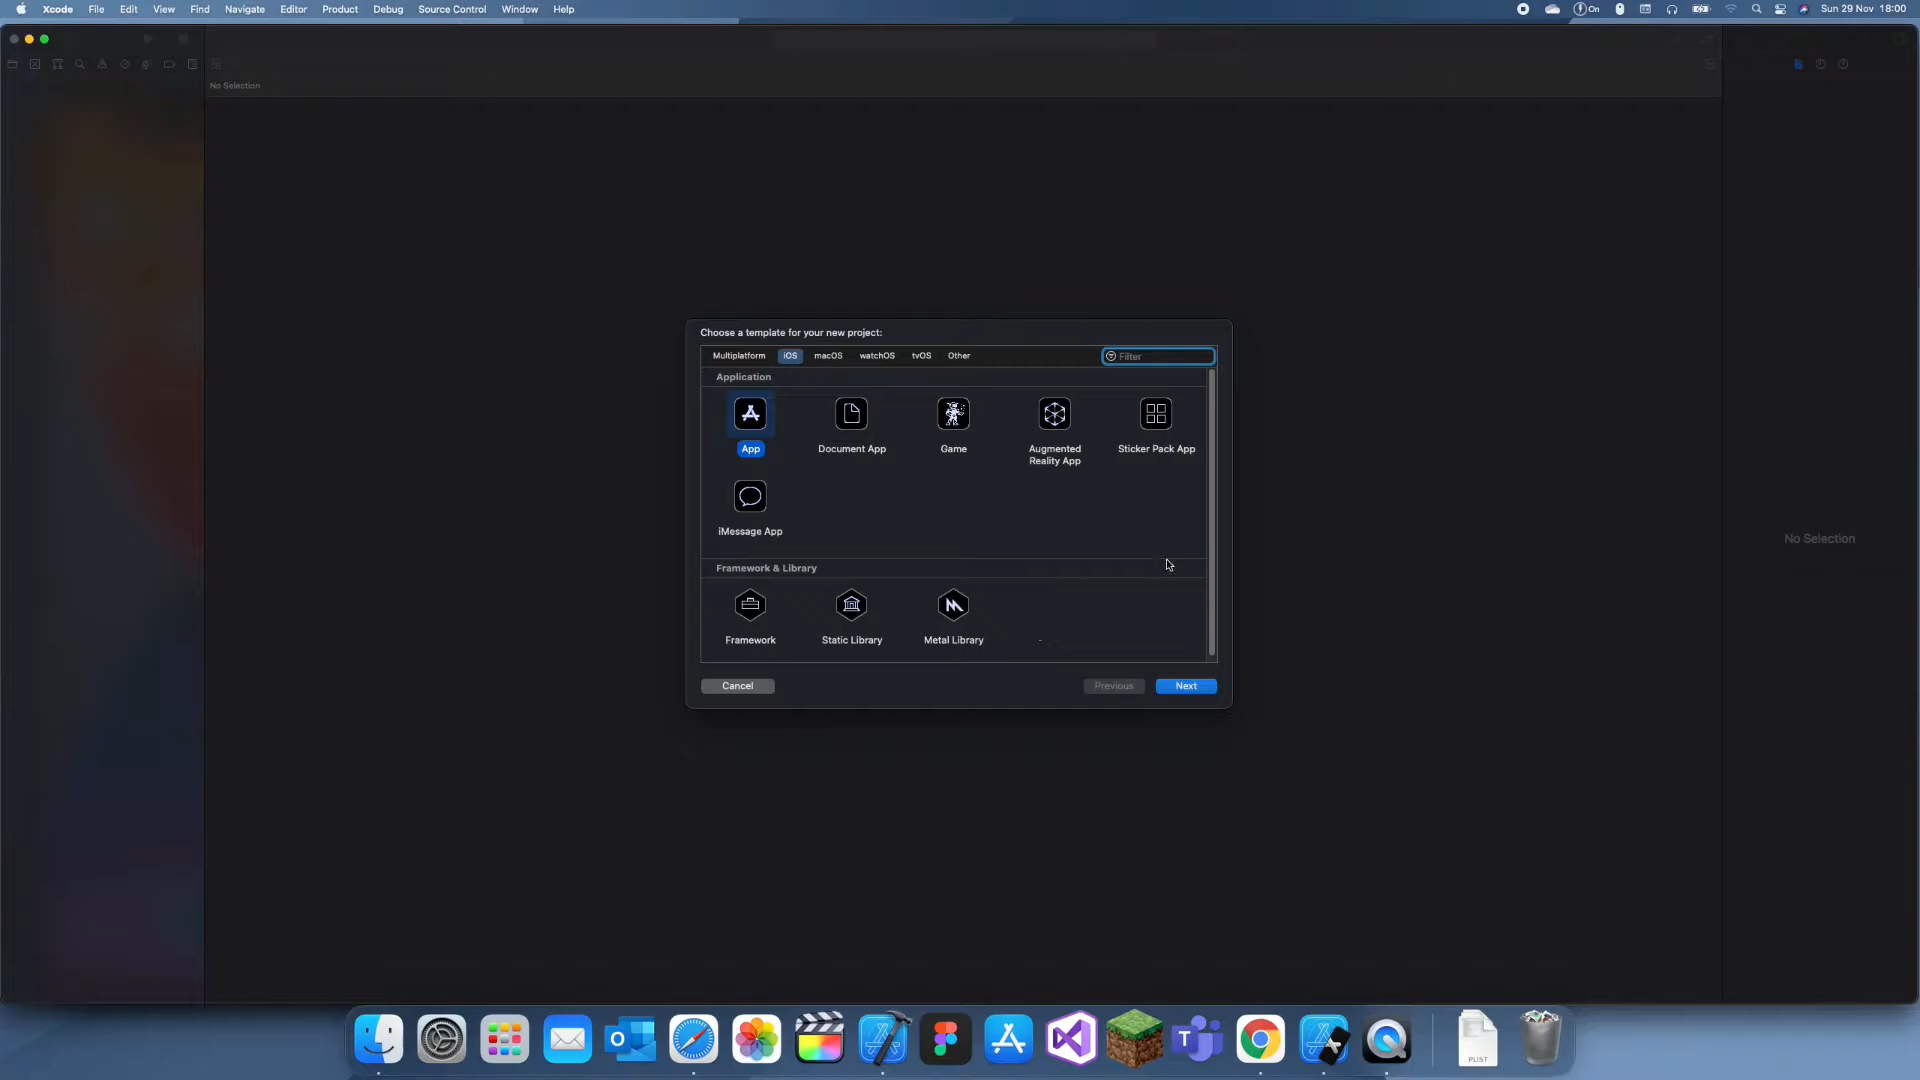 Xcode File Edit View Find Navigate Editor Product Debug Source Control Window Help On Sun 29 Nov 18:00
No Selection
Choose a template for your new project:
Multiplatform iOS macOS watchOS tvOS Other Filter
Application
App Document App Game Augmented Reality App Sticker Pack App
iMessage App
No Selection
Framework & Library
Framework Static Library Metal Library
Cancel Previous Next
PLIST